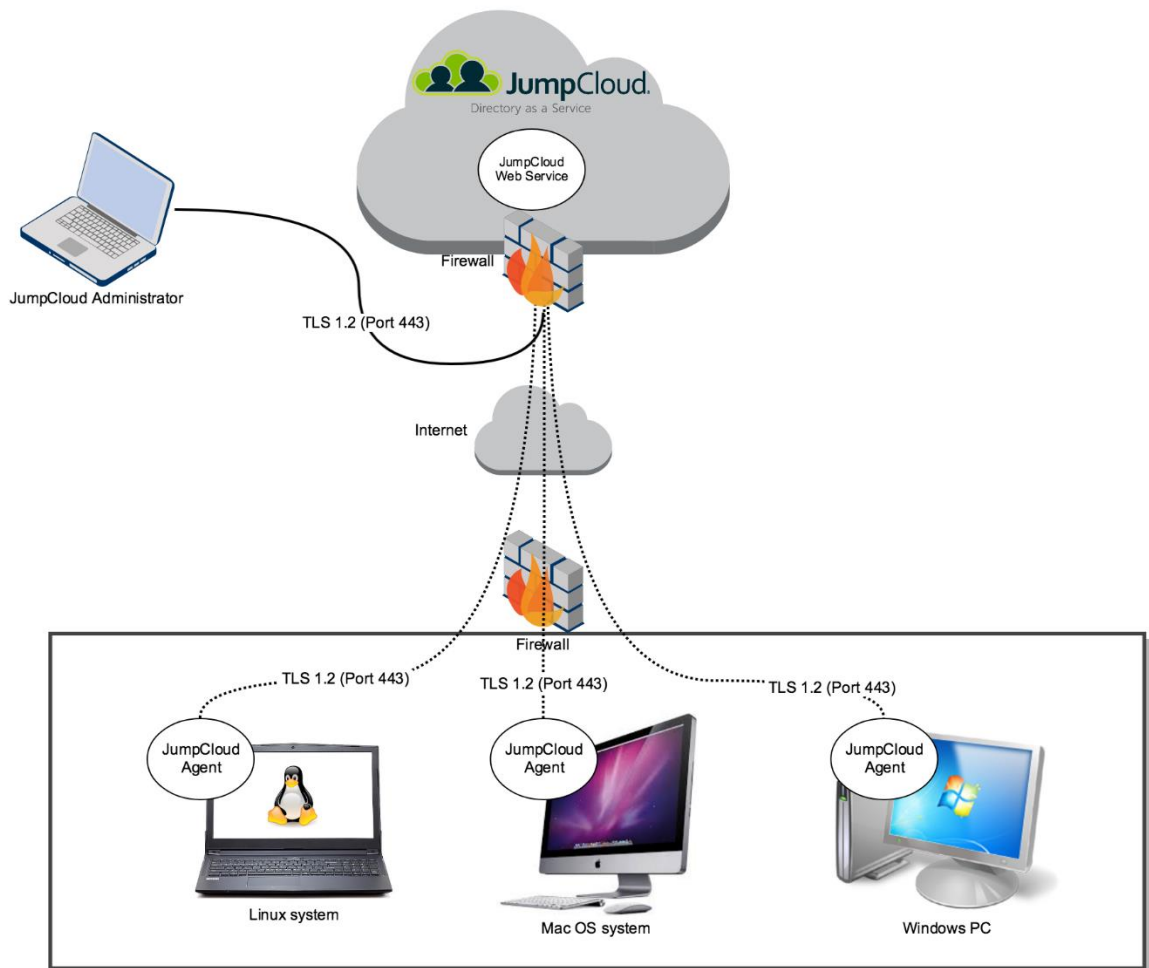 JumpCloud.
Directory as a Service
JumpCloud
Web Service
Firewall
JumpCloud Administrator
TLS 1.2 (Port 443)
Internet
Firewall
TLS 1.2 (Port 443)
TLS 1.2 (Port 443)
TLS 1.2 (Port 443)
JumpCloud
Agent
JumpCloud
Agent
JumpCloud
Agent
Linux system
Mac OS system
Windows PC